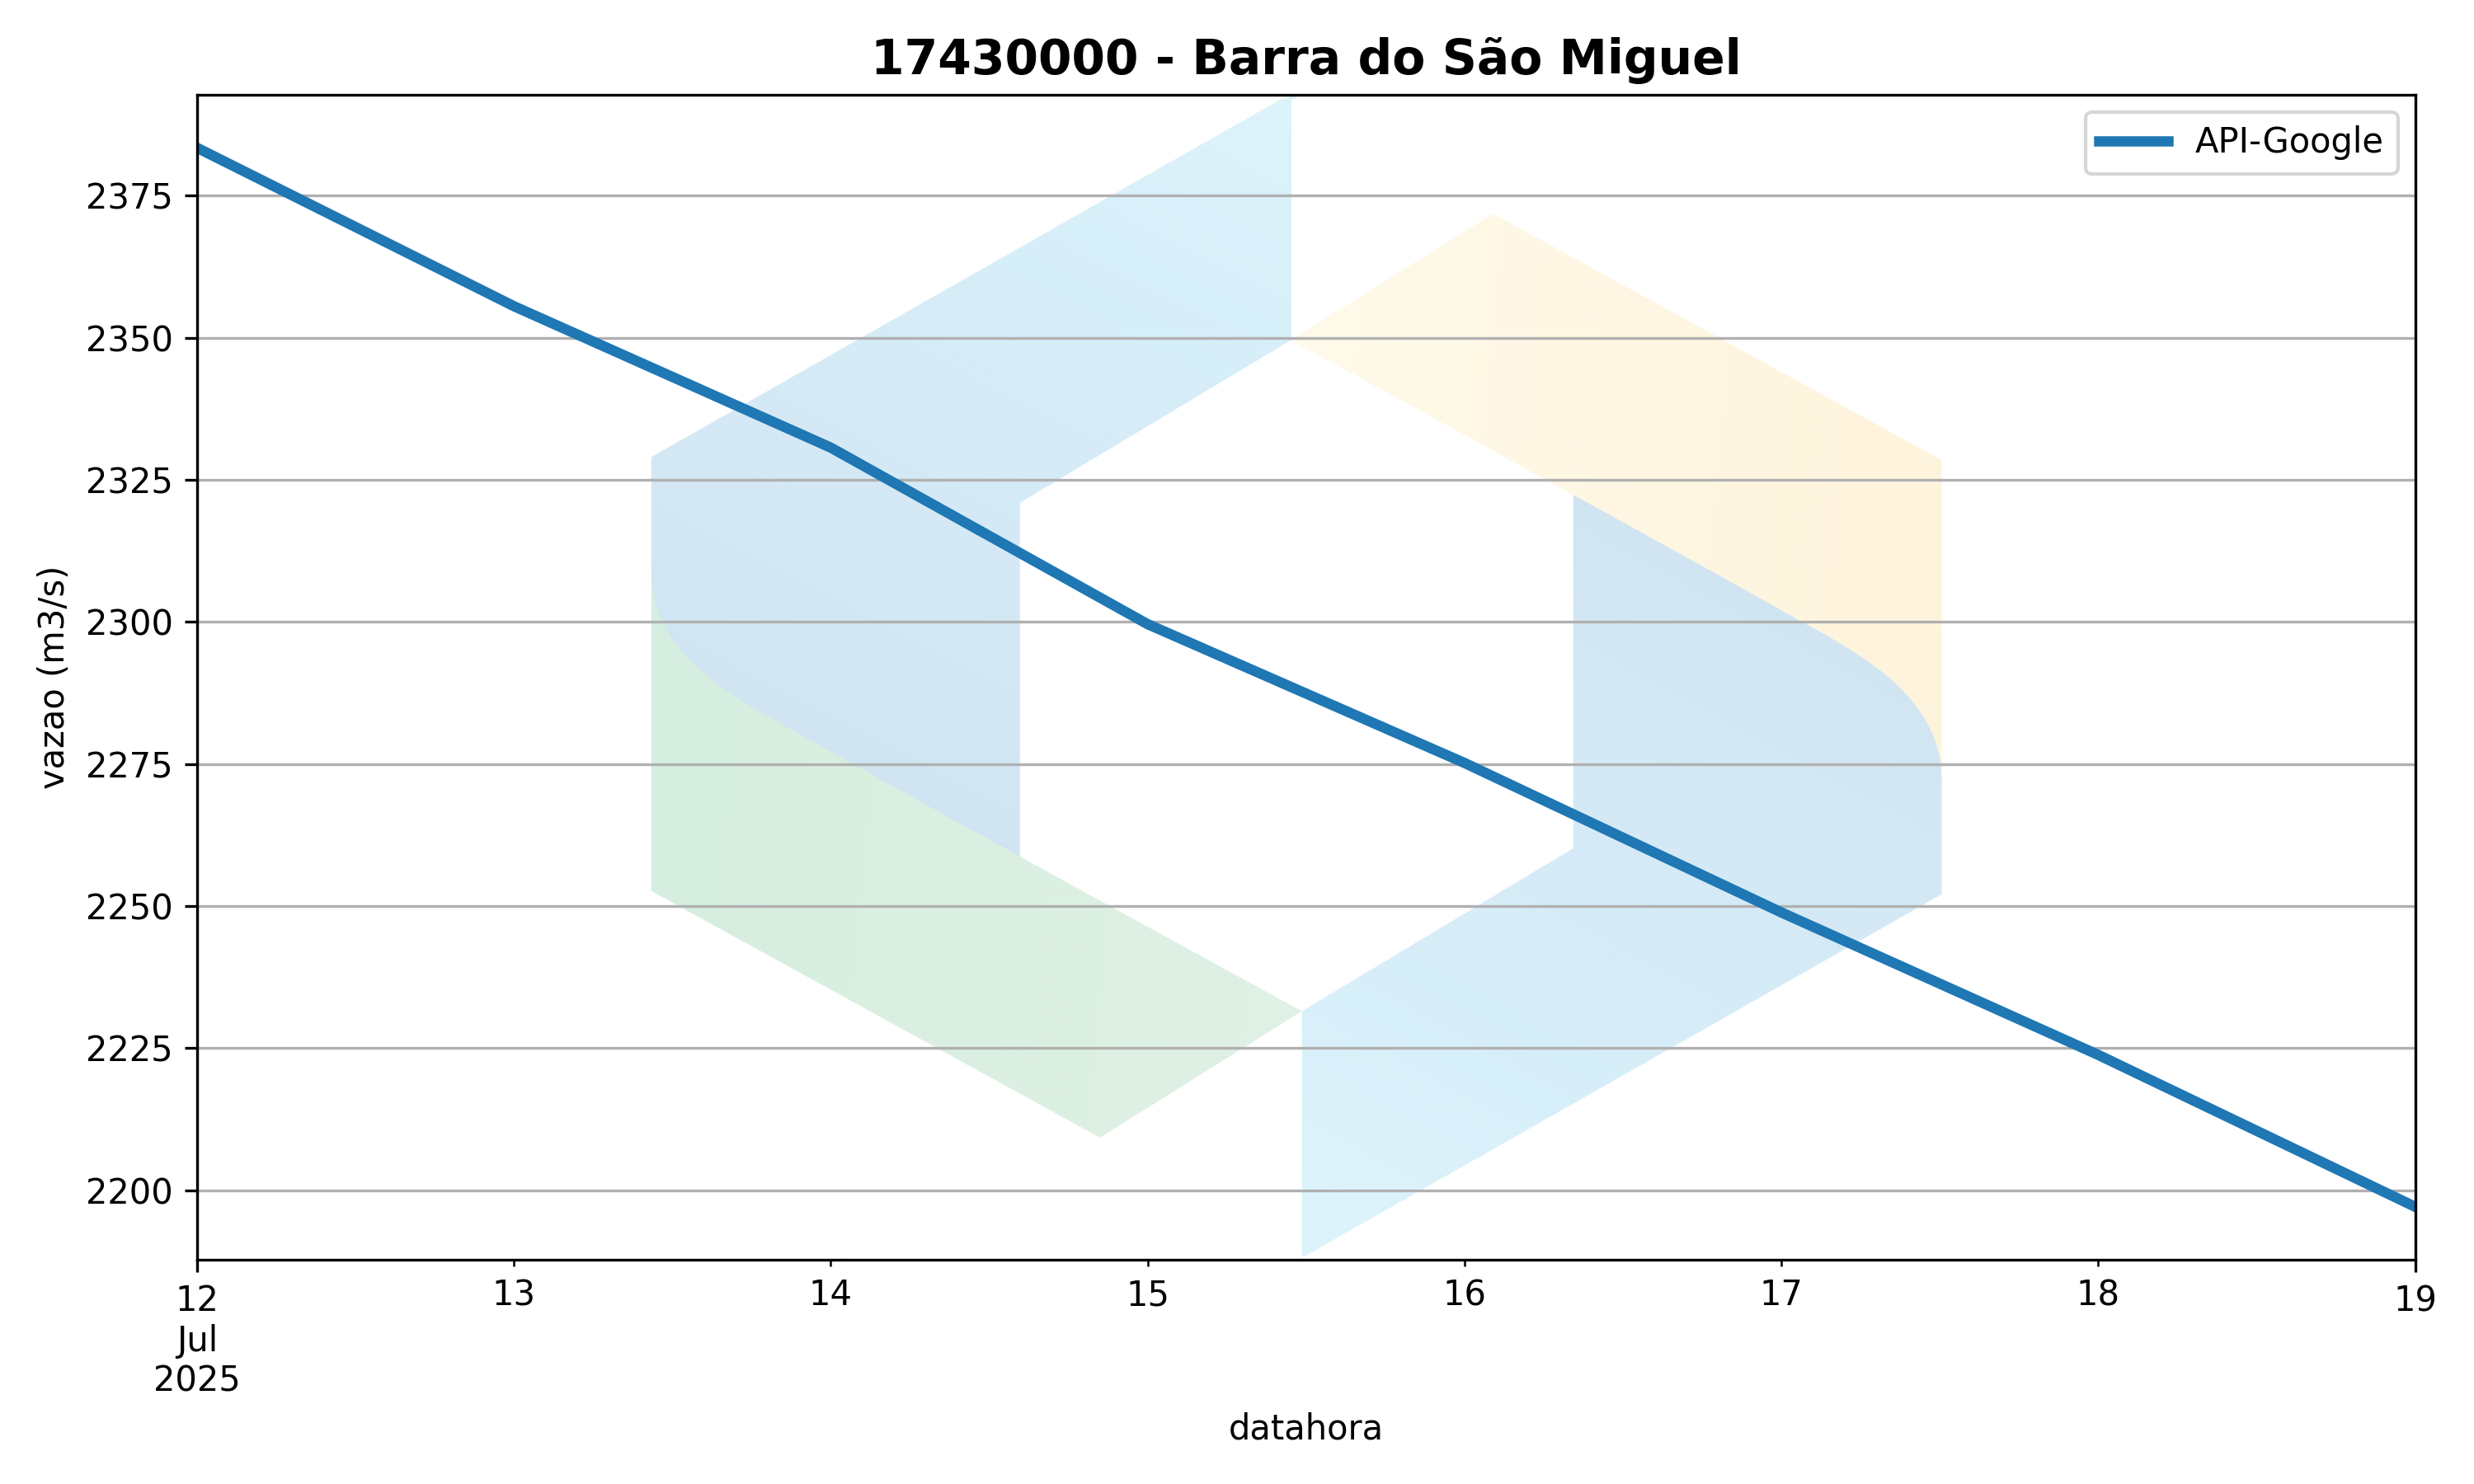 17430000 - Barra do São Miguel
API-Google
2375
2350
2325
2300
2275
2250
2225
2200
vazao (m3/s)
12 13 14 15 16 17 18 19
Jul
2025
datahora